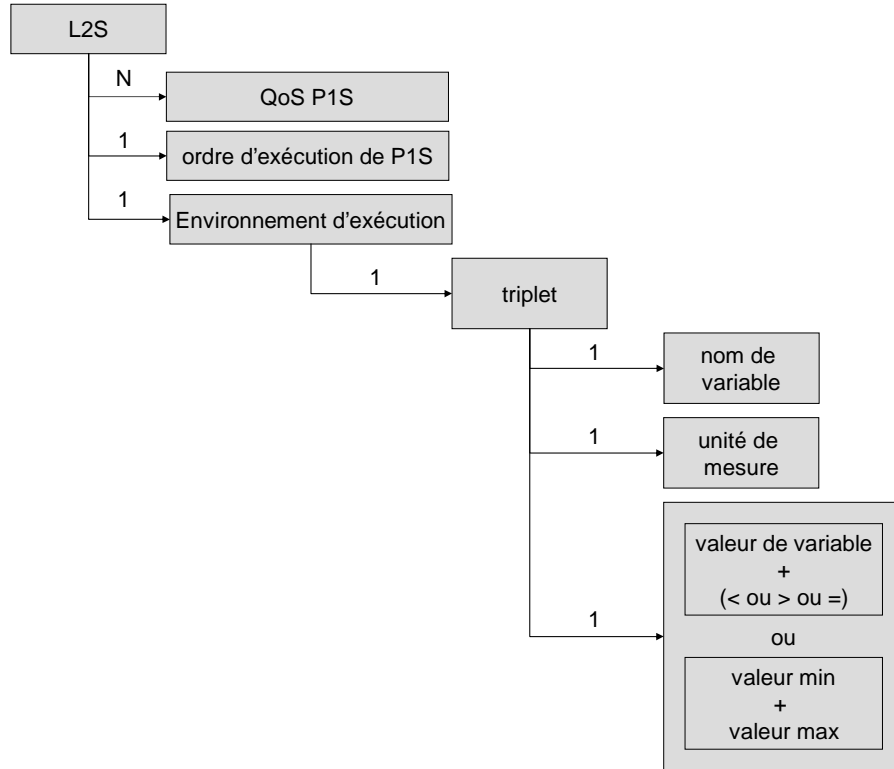 L2S
N
QoS P1S
1
ordre d'exécution de P1S
1
Environnement d'exécution
1
triplet
1
nom de
variable
1
unité de
mesure
valeur de variable
+
(< ou > ou =)
1
ou
valeur min
+
valeur max